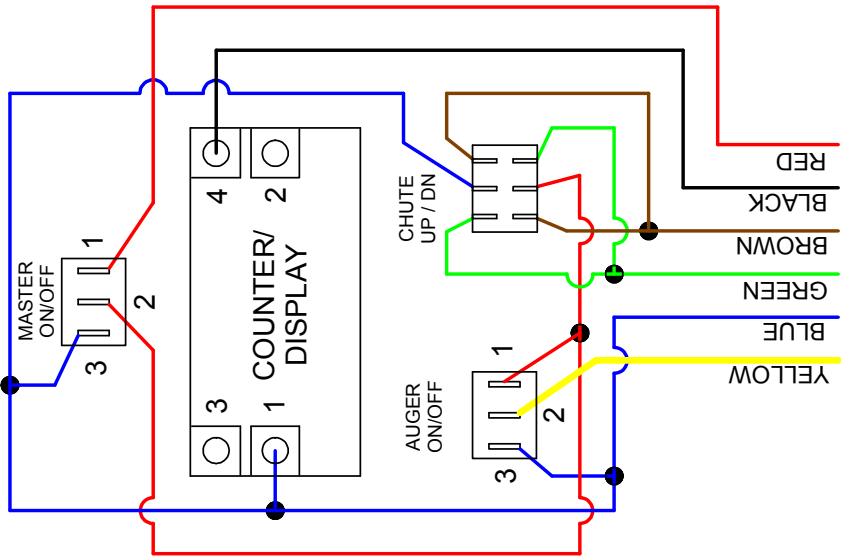 MASTER
ON/OFF
1
2
3
COUNTER/
DISPLAY
4
2
3
1
CHUTE
UP / DN
AUGER
ON/OFF
1
2
3
RED
BLACK
BROWN
GREEN
BLUE
YELLOW